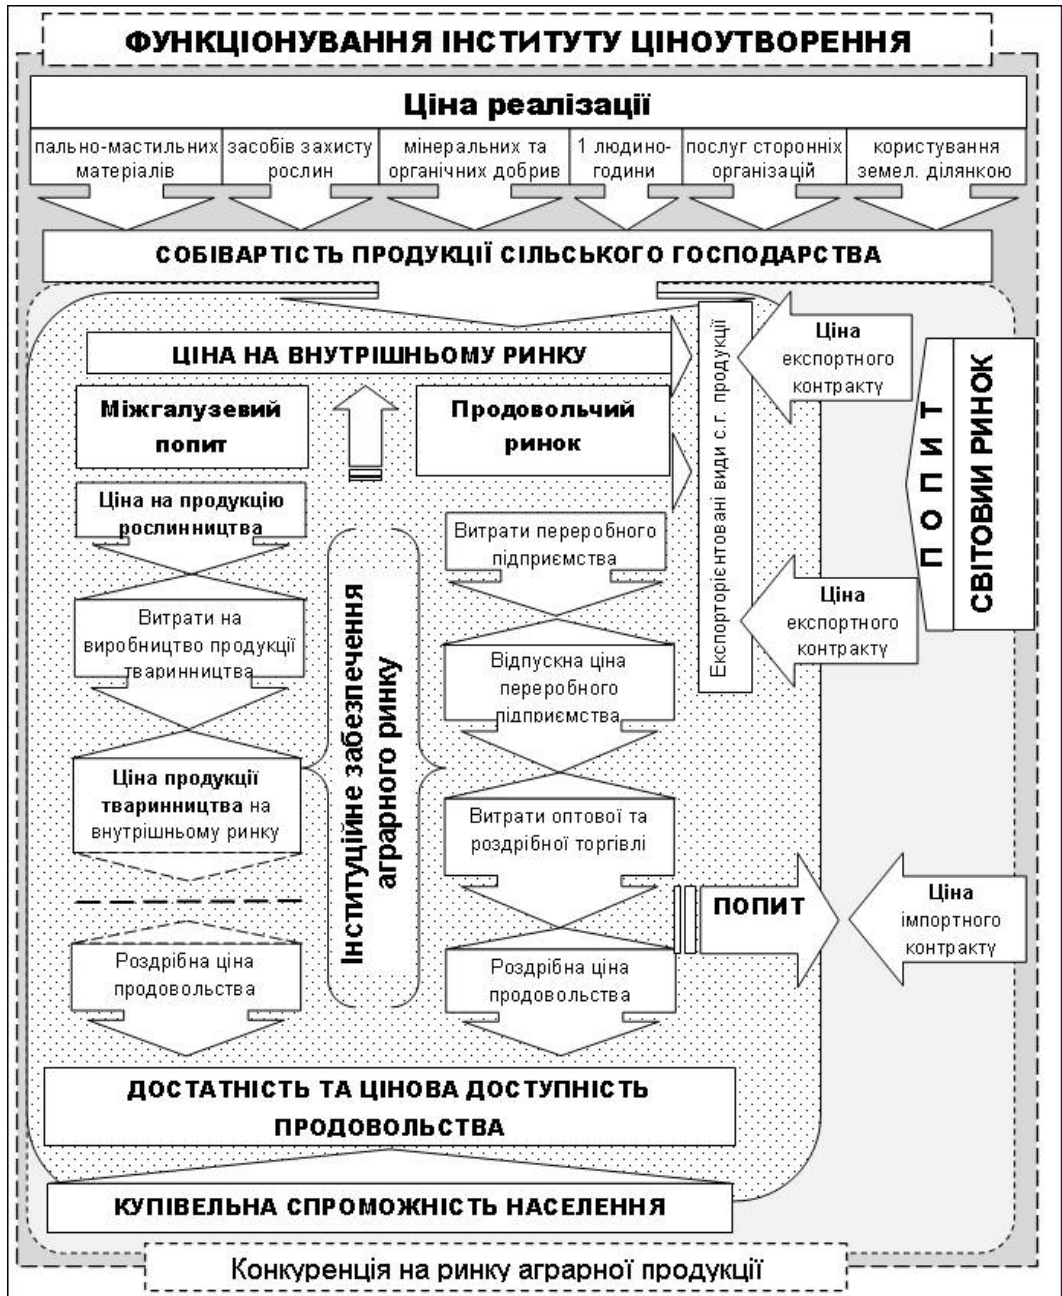 ФУНКЦІОНУВАННЯ ІНСТИТУТУ ЦІНОУТВОРЕННЯ
Ціна реалізації
пально-мастильних
матеріалів
засобів захисту
рослин
мінеральних та
органічних добрив
1 людино-
години
послуг сторонніх
організацій
користування
земел. ділянкою
СОБІВАРТІСТЬ ПРОДУКЦІЇ СІЛЬСЬКОГО ГОСПОДАРСТВА
ЦІНА НА ВНУТРІШНЬОМУ РИНКУ
Експорторієнтовані види с.г. продукції
Ціна
експортного
контракту
ПОПИТ
СВІТОВИЙ РИНОК
Міжгалузевий
попит
Продовольчий
ринок
Ціна на продукцію
рослинництва
Витрати на
виробництво продукції
тваринництва
Ціна продукції
тваринництва на
внутрішньому ринку
Роздрібна ціна
продовольства
Інституційне забезпечення
аграрного ринку
Витрати переробного
підприємства
Відпускна ціна
переробного
підприємства
Витрати оптової та
роздрібної торгівлі
Роздрібна ціна
продовольства
Ціна
експортного
контракту
ПОПИТ
Ціна
імпортного
контракту
ДОСТАТНІСТЬ ТА ЦІНОВА ДОСТУПНІСТЬ
ПРОДОВОЛЬСТВА
КУПІВЕЛЬНА СПРОМОЖНІСТЬ НАСЕЛЕННЯ
Конкуренція на ринку аграрної продукції